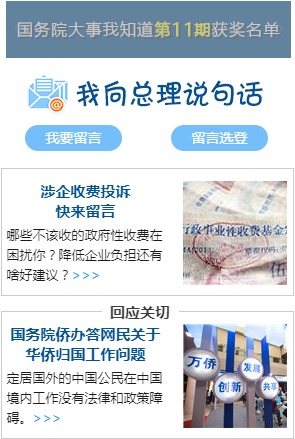 国务院大事我知道第11期获奖名单
@我向总理说句话
我要留言 留言选登
涉企收费投诉
快来留言
哪些不该收的政府性收费在
困扰你？降低企业负担还有
啥好建议？>>>
行政事业性收费基金
伍
回应关切
国务院侨办答网民关于
华侨归国工作问题
定居国外的中国公民在中国
境内工作没有法律和政策障
碍。>>>
万侨
创新
发展
共享